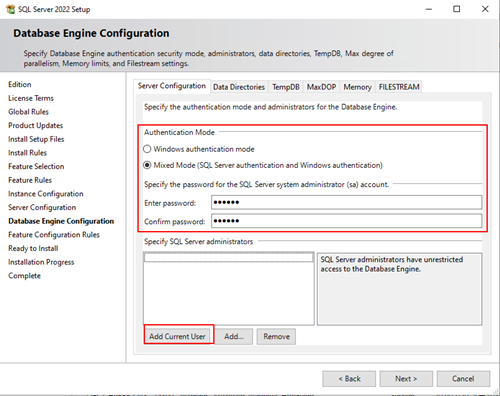 SQL Server 2022 Setup
Database Engine Configuration
Specify Database Engine authentication security mode, administrators, data directories, TempDB, Max degree of
parallelism, Memory limits, and Filestream settings.
Edition
License Terms
Global Rules
Product Updates
Install Setup Files
Install Rules
Feature Selection
Feature Rules
Instance Configuration
Server Configuration
Database Engine Configuration
Feature Configuration Rules
Ready to Install
Installation Progress
Complete
Server Configuration Data Directories TempDB MaxDOP Memory FILESTREAM
Specify the authentication mode and administrators for the Database Engine.
Authentication Mode
Windows authentication mode
Mixed Mode (SQL Server authentication and Windows authentication)
Specify the password for the SQL Server system administrator (sa) account.
Enter password: ••••••
Confirm password: ••••••
Specify SQL Server administrators
SQL Server administrators have unrestricted
access to the Database Engine.
Add Current User Add... Remove
< Back Next > Cancel